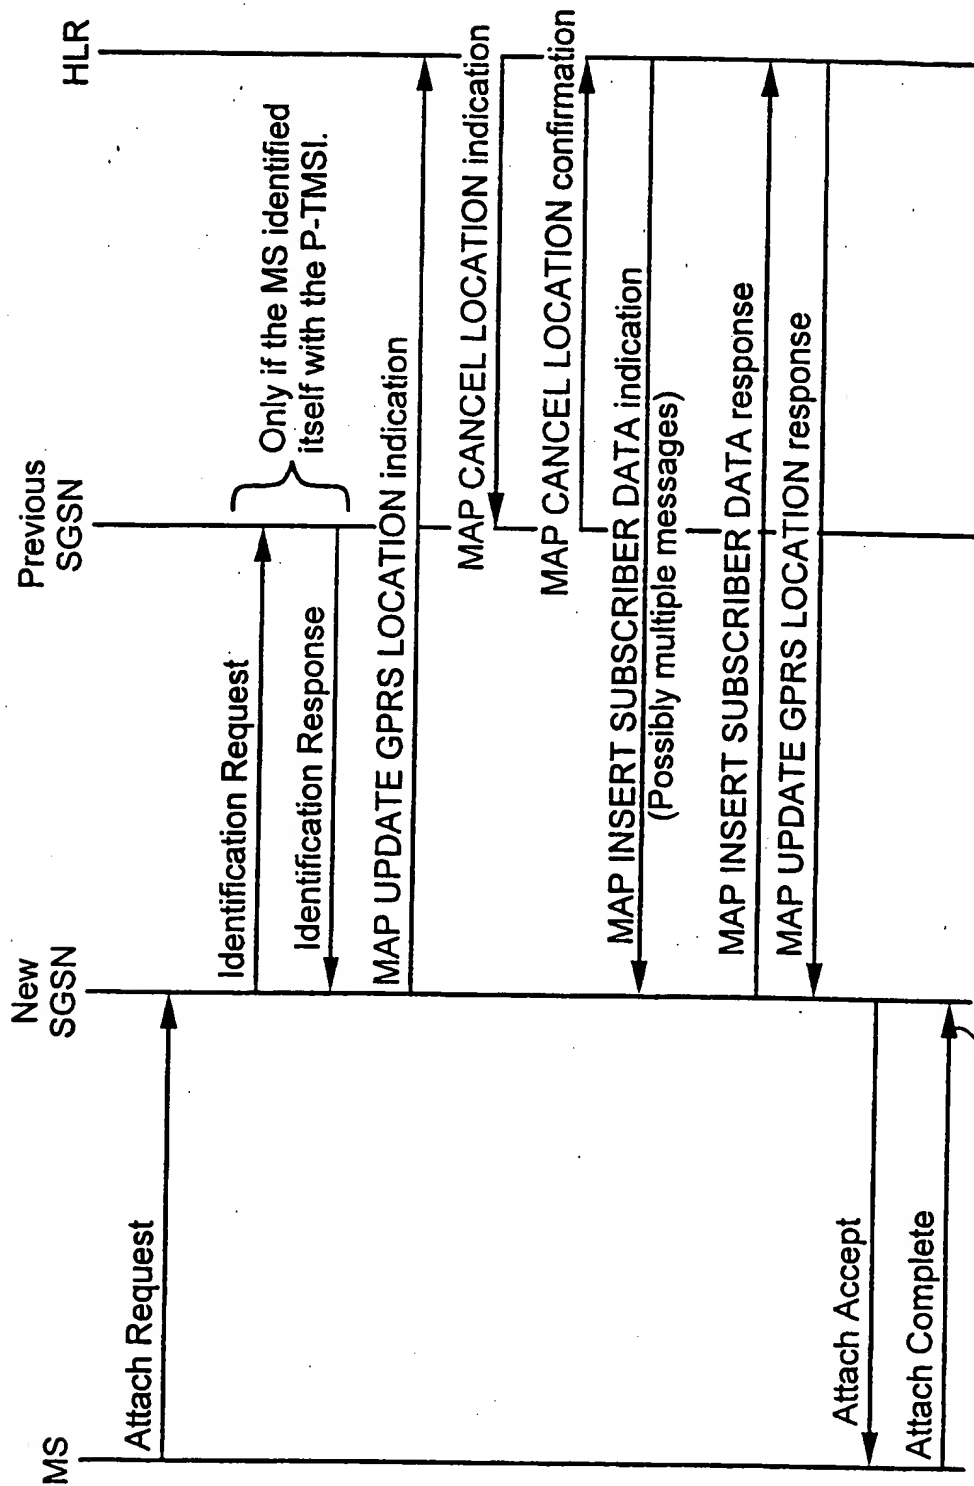 MS
New
SGSN
Previous
SGSN
HLR
Attach Request
Identification Request
Only if the MS identified
itself with the P-TMSI.
Identification Response
MAP UPDATE GPRS LOCATION indication
MAP CANCEL LOCATION indication
MAP CANCEL LOCATION confirmation
MAP INSERT SUBSCRIBER DATA indication
(Possibly multiple messages)
MAP INSERT SUBSCRIBER DATA response
MAP UPDATE GPRS LOCATION response
Attach Accept
Attach Complete